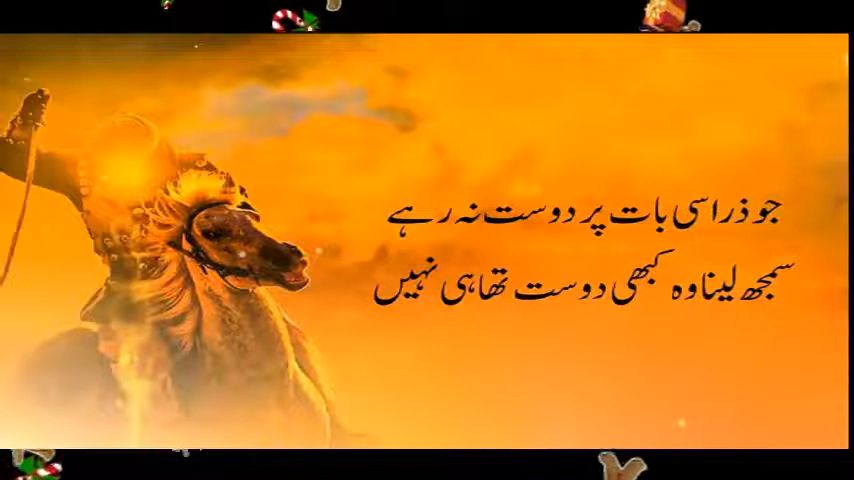 جو ذرا سی بات پر دوست نہ رہے
سمجھ لینا وہ کبھی دوست تھا ہی نہیں